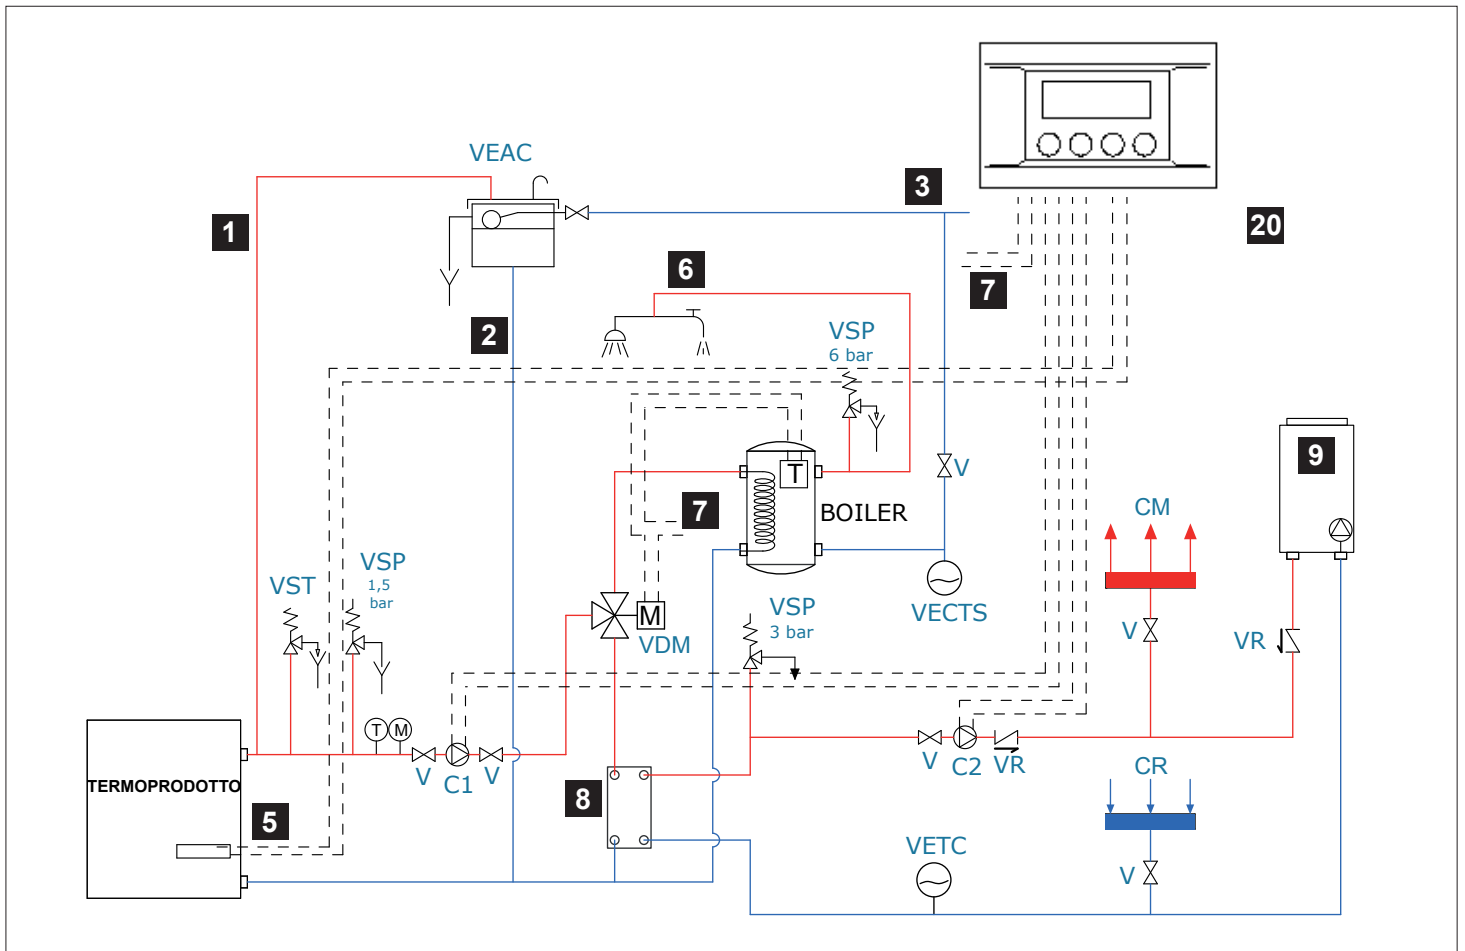 VEAC
3
1
20
6
7
2
VSP
6 bar
9
T
V
CM
7
BOILER
VST
VSP
1,5
bar
VECTS
VSP
3 bar
M
VDM
V
VR
T
M
V
C1
V
V
C2
VR
CR
TERMOPRODOTTO
8
5
VETC
V